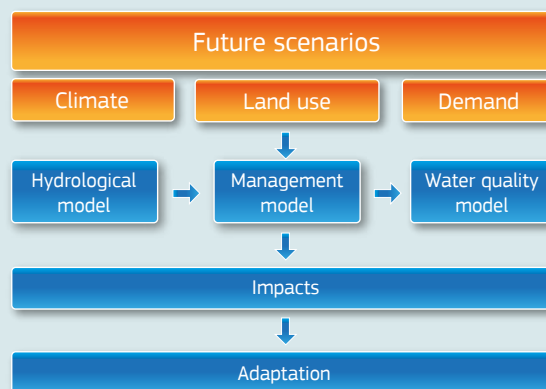 Future scenarios
Climate
Land use
Demand
Hydrological
model
Management
model
Water quality
model
Impacts
Adaptation